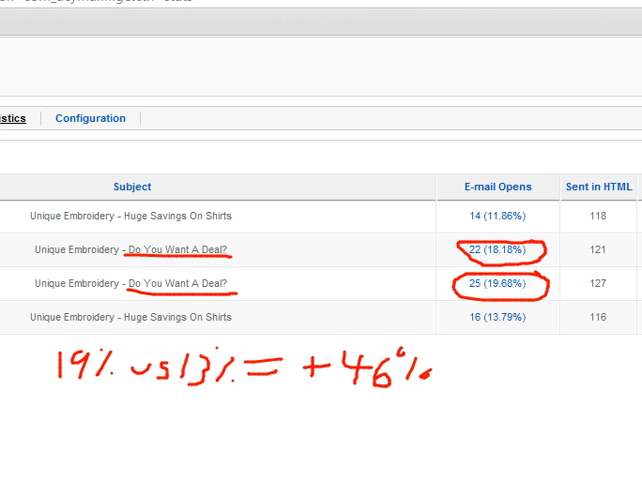 istics Configuration
Subject E-mail Opens Sent in HTML
Unique Embroidery - Huge Savings On Shirts 14 (11.86%) 118
Unique Embroidery - Do You Want A Deal? 22 (18.18%) 121
Unique Embroidery - Do You Want A Deal? 25 (19.68%) 127
Unique Embroidery - Huge Savings On Shirts 16 (13.79%) 116
19% vs 13% = +46%